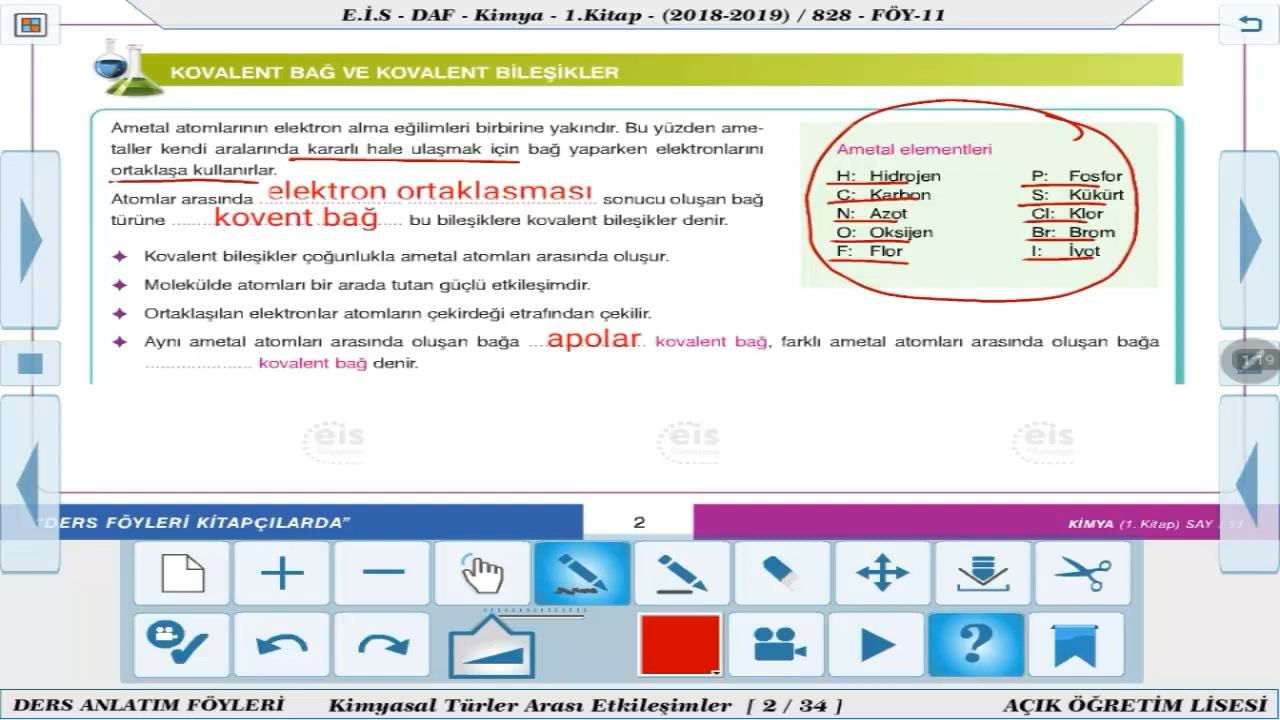 E.İ.S - DAF - Kimya - 1.Kitap - (2018-2019) / 828 - FÖY-11
KOVALENT BAĞ VE KOVALENT BİLEŞİKLER
Ametal atomlarının elektron alma eğilimleri birbirine yakındır. Bu yüzden ame-
taller kendi aralarında kararlı hale ulaşmak için bağ yaparken elektronlarını
ortaklaşa kullanırlar.
Atomlar arasında elektron ortaklasması sonucu oluşan bağ
türüne kovent bağ bu bileşiklere kovalent bileşikler denir.
Ametal elementleri
H: Hidrojen P: Fosfor
C: Karbon S: Kükürt
N: Azot Cl: Klor
O: Oksijen Br: Brom
F: Flor I: İyot
Kovalent bileşikler çoğunlukla ametal atomları arasında oluşur.
Molekülde atomları bir arada tutan güçlü etkileşimdir.
Ortaklaşılan elektronlar atomların çekirdeği etrafından çekilir.
Aynı ametal atomları arasında oluşan bağa apolar kovalent bağ, farklı ametal atomları arasında oluşan bağa
.................... kovalent bağ denir.
1:19
eis eis eis
"DERS FÖYLERİ KİTAPÇILARDA" 2 KİMYA (1. Kitap) SAY 11
DERS ANLATIM FÖYLERİ Kimyasal Türler Arası Etkileşimler [ 2 / 34 ] AÇIK ÖĞRETİM LİSESİ